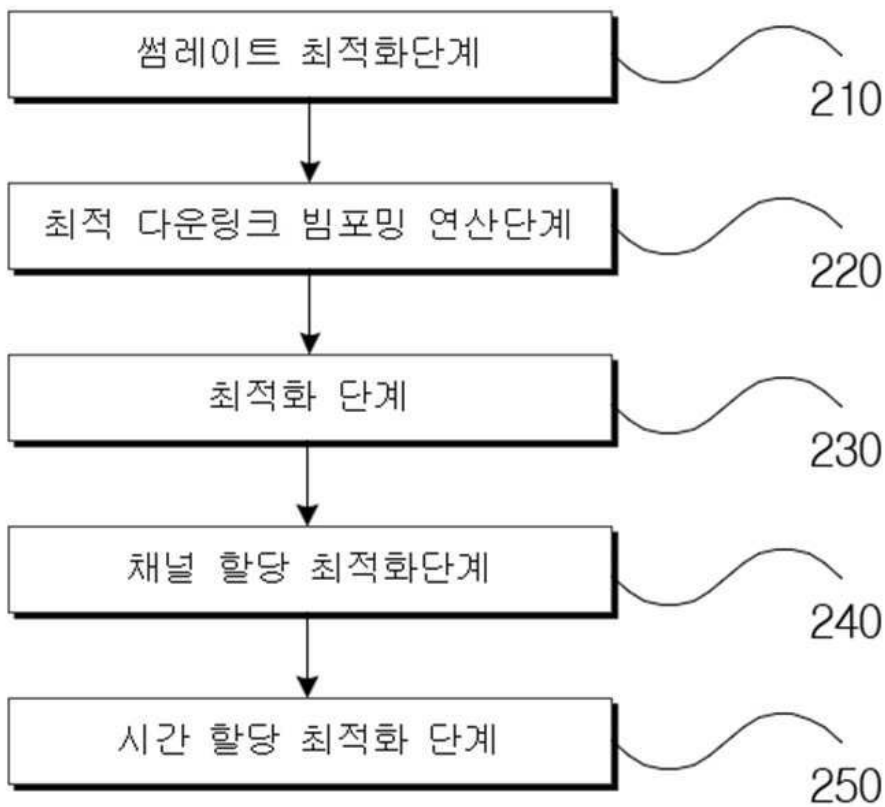 썸레이트 최적화단계
210
최적 다운링크 빔포밍 연산단계
220
최적화 단계
230
채널 할당 최적화단계
240
시간 할당 최적화 단계
250